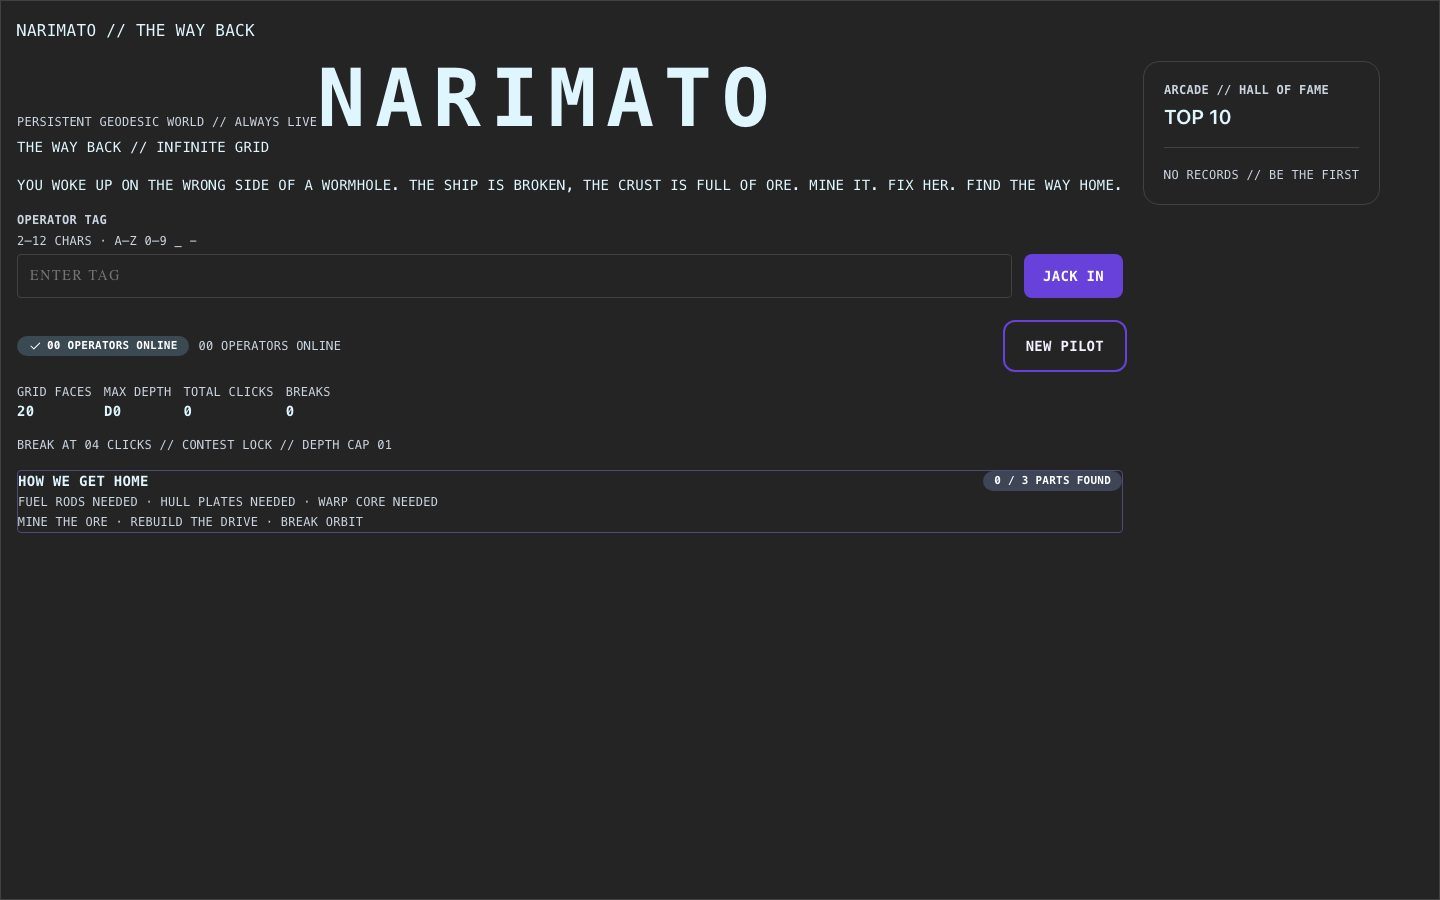 NARIMATO // THE WAY BACK
PERSISTENT GEODESIC WORLD // ALWAYS LIVE NARIMATO
THE WAY BACK // INFINITE GRID
YOU WOKE UP ON THE WRONG SIDE OF A WORMHOLE. THE SHIP IS BROKEN, THE CRUST IS FULL OF ORE. MINE IT. FIX HER. FIND THE WAY HOME.
OPERATOR TAG
2–12 CHARS · A–Z 0–9 _ –
ENTER TAG
JACK IN
✓ 00 OPERATORS ONLINE 00 OPERATORS ONLINE
NEW PILOT
GRID FACES MAX DEPTH TOTAL CLICKS BREAKS
20 D0 0 0
BREAK AT 04 CLICKS // CONTEST LOCK // DEPTH CAP 01
HOW WE GET HOME
0 / 3 PARTS FOUND
FUEL RODS NEEDED · HULL PLATES NEEDED · WARP CORE NEEDED
MINE THE ORE · REBUILD THE DRIVE · BREAK ORBIT
ARCADE // HALL OF FAME
TOP 10
NO RECORDS // BE THE FIRST